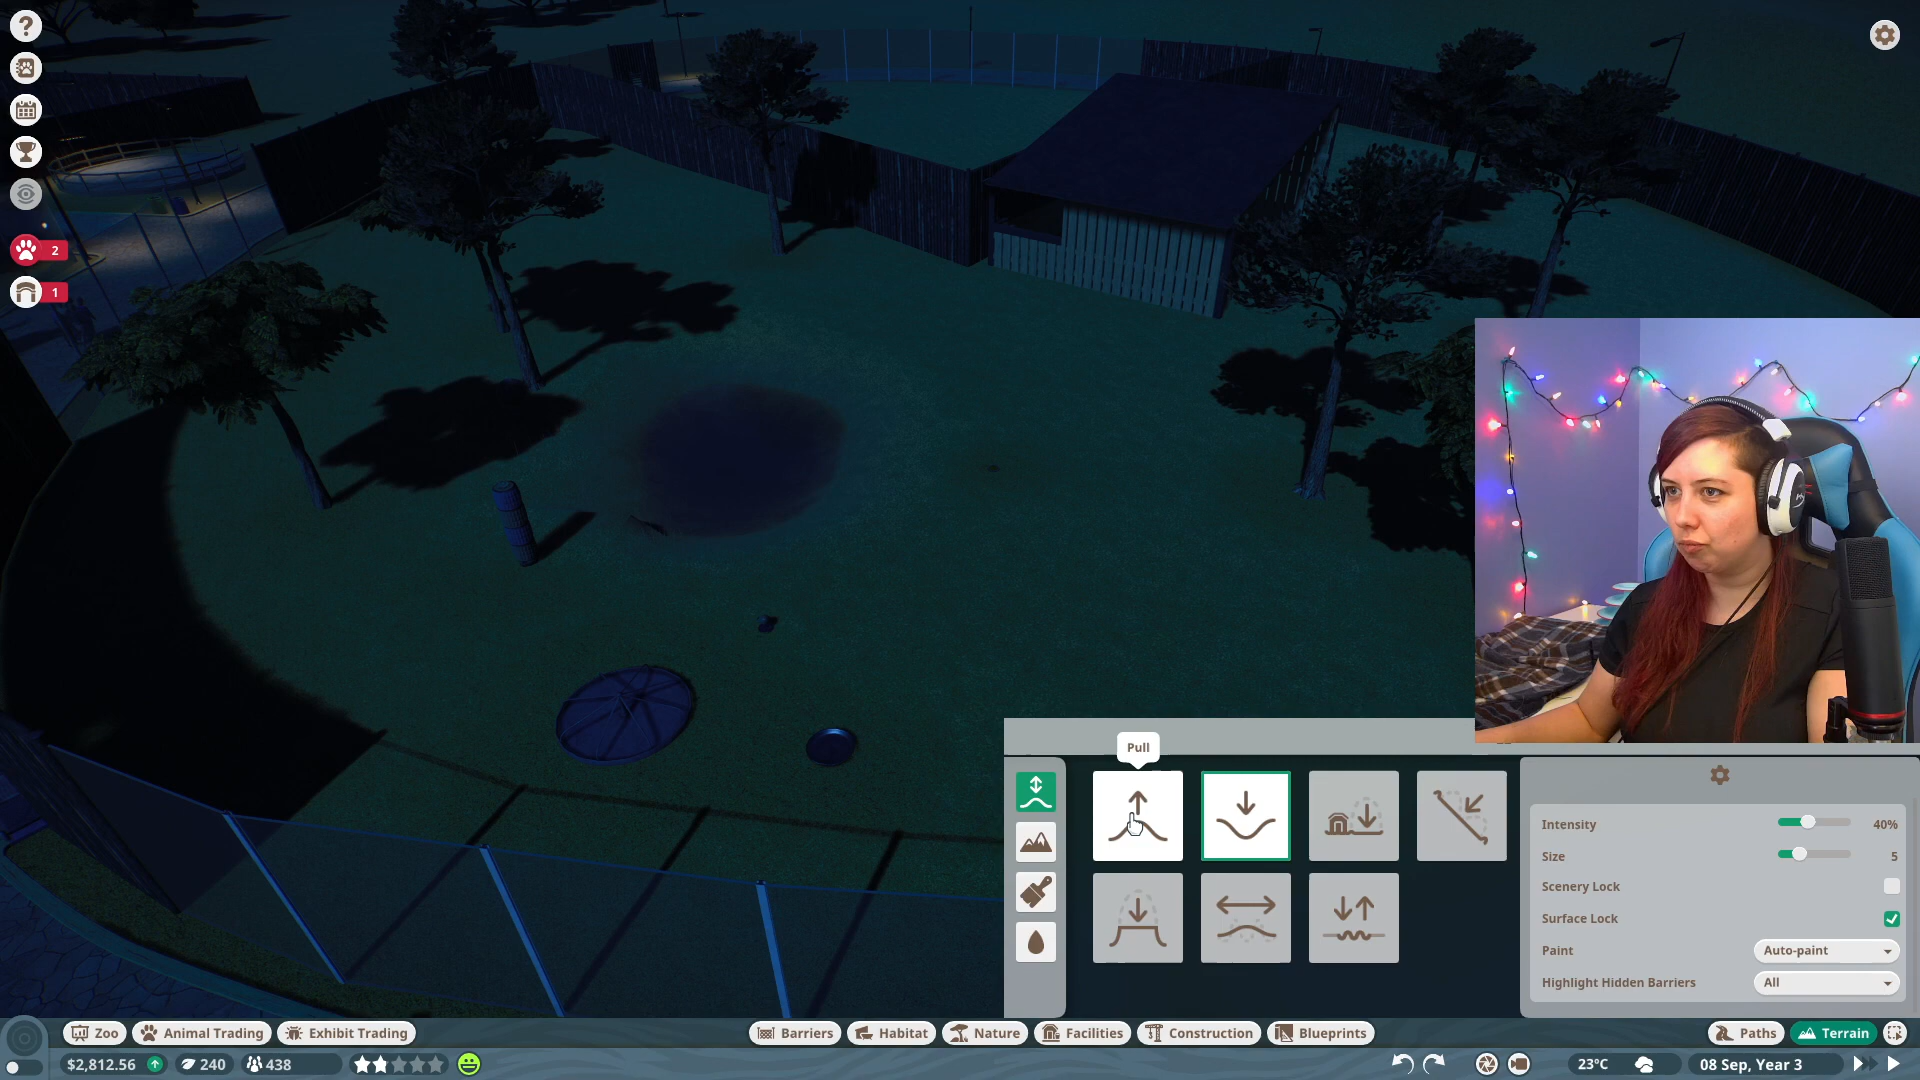 ?
2
1
Pull
Intensity 40%
Size 5
Scenery Lock
Surface Lock
Paint Auto-paint
Highlight Hidden Barriers All
Zoo Animal Trading Exhibit Trading Barriers Habitat Nature Facilities Construction Blueprints Paths Terrain
$2,812.56 240 438 23°C 08 Sep, Year 3